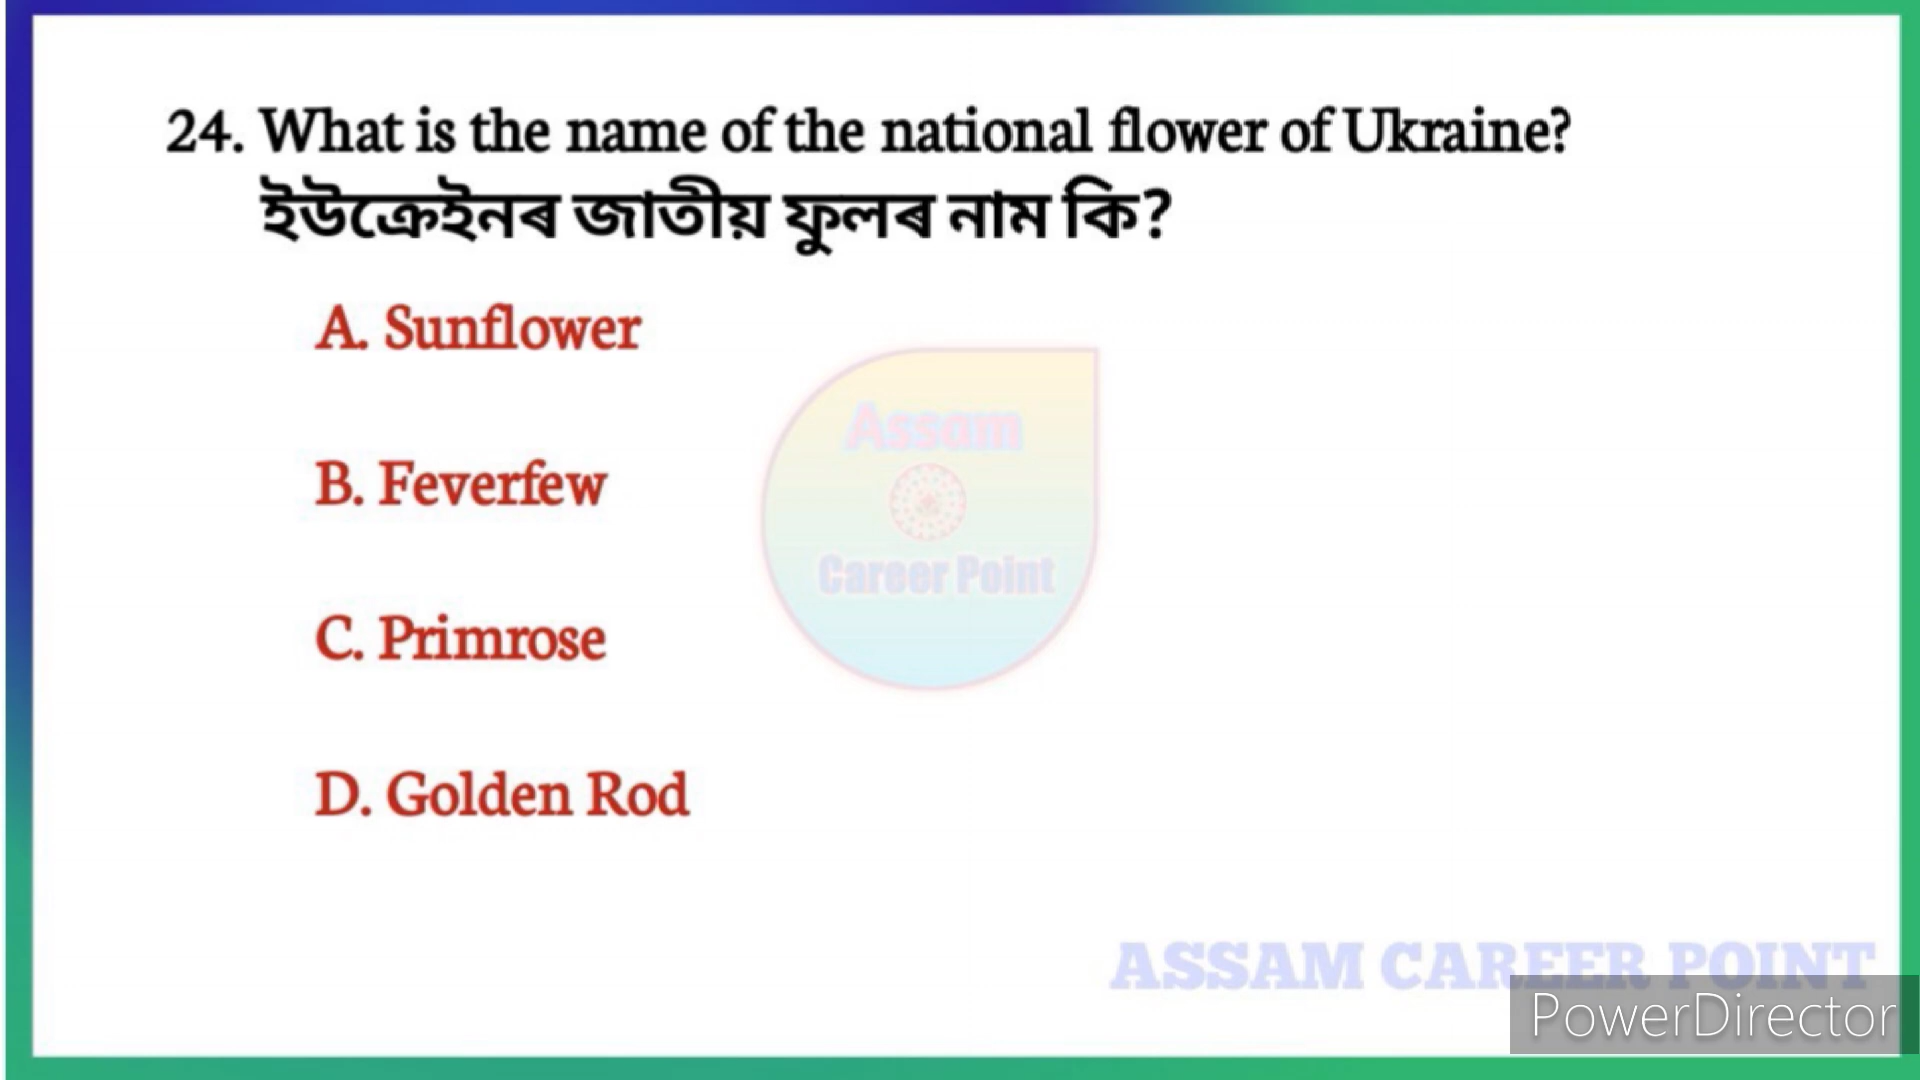 24. What is the name of the national flower of Ukraine?
ইউক্ৰেইনৰ জাতীয় ফুলৰ নাম কি?
A. Sunflower
Assam
B. Feverfew
Career Point
C. Primrose
D. Golden Rod
ASSAM CAREER POINT
PowerDirector